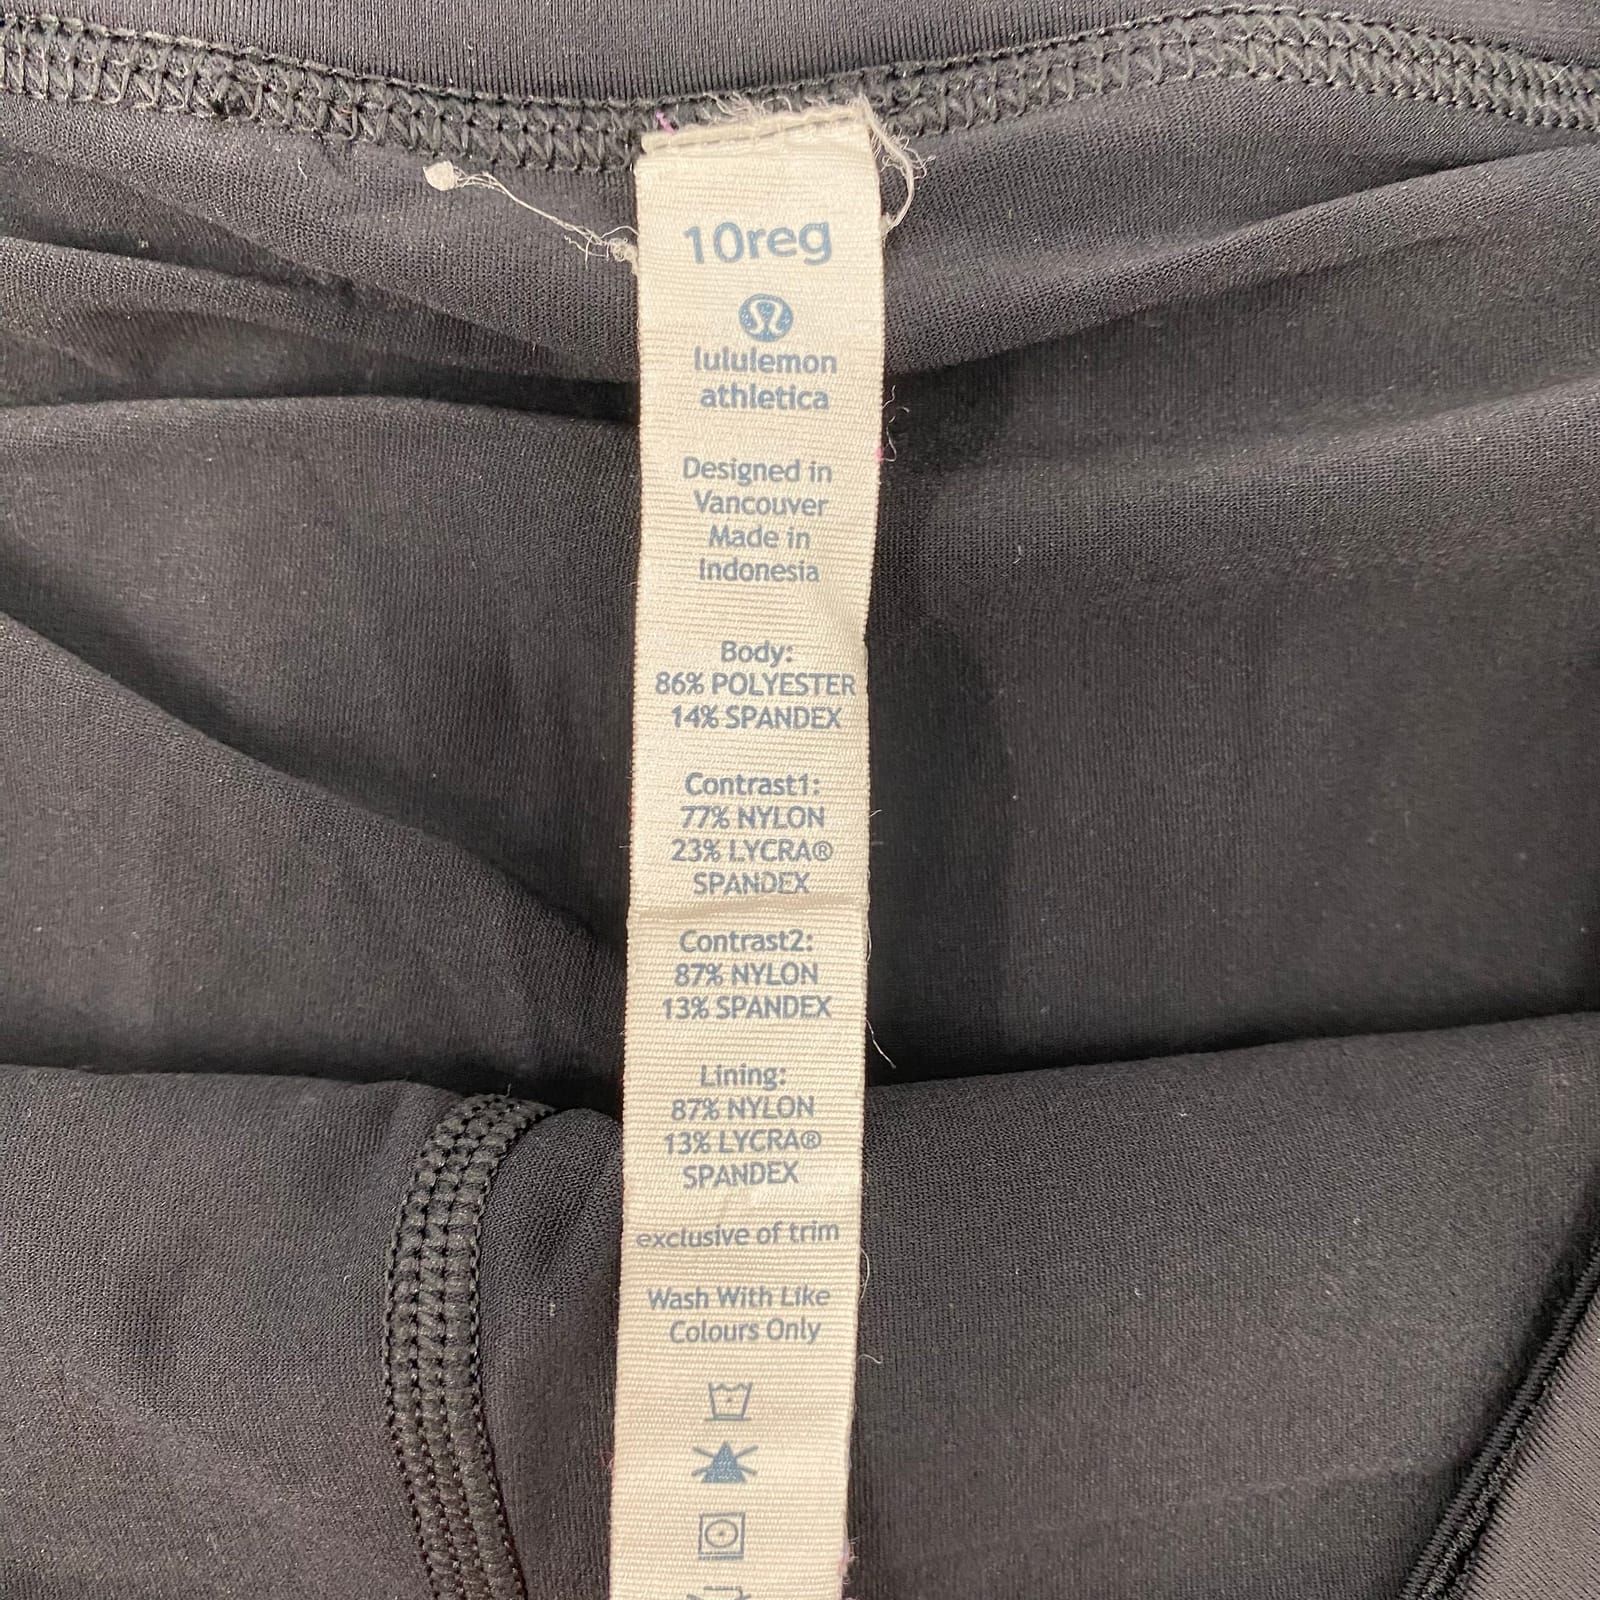 10reg
lululemon
athletica
Designed in
Vancouver
Made in
Indonesia
Body:
86% POLYESTER
14% SPANDEX
Contrast1:
77% NYLON
23% LYCRA®
SPANDEX
Contrast2:
87% NYLON
13% SPANDEX
Lining:
87% NYLON
13% LYCRA®
SPANDEX
exclusive of trim
Wash With Like
Colours Only